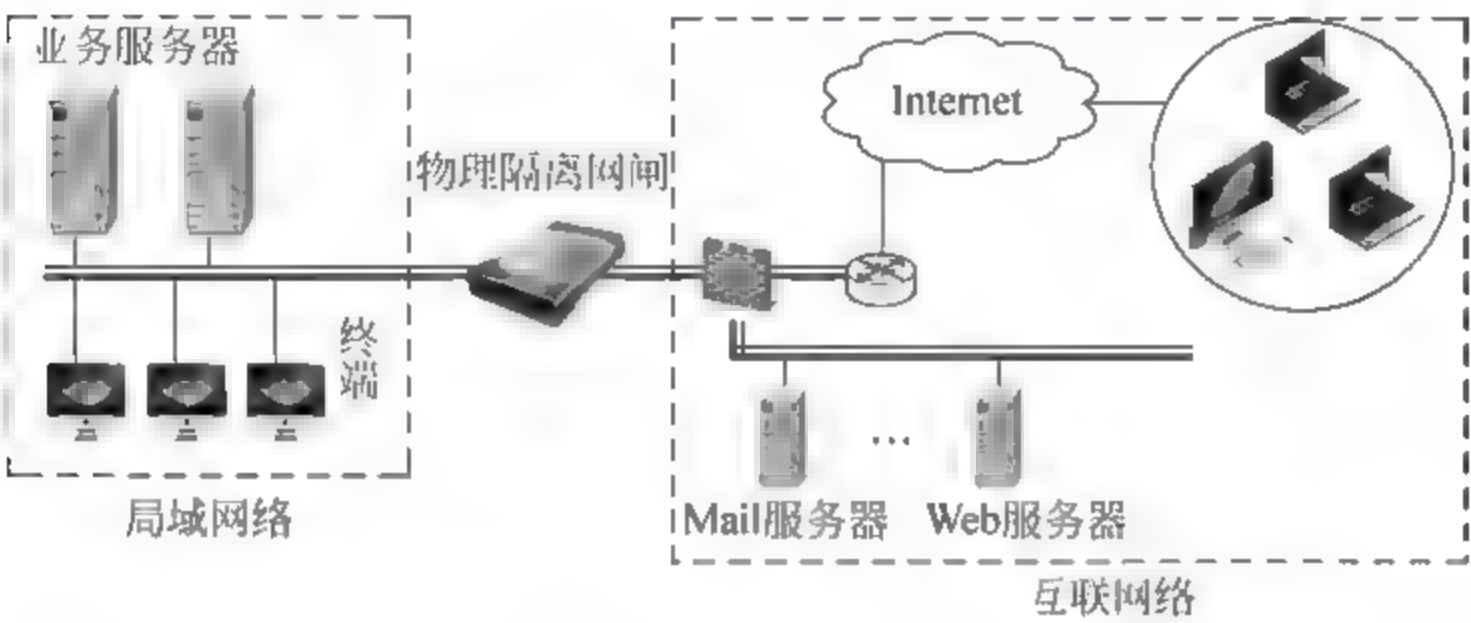 业务服务器
Internet
物理隔离网闸
终端
局域网络
Mail服务器
...
Web服务器
互联网络